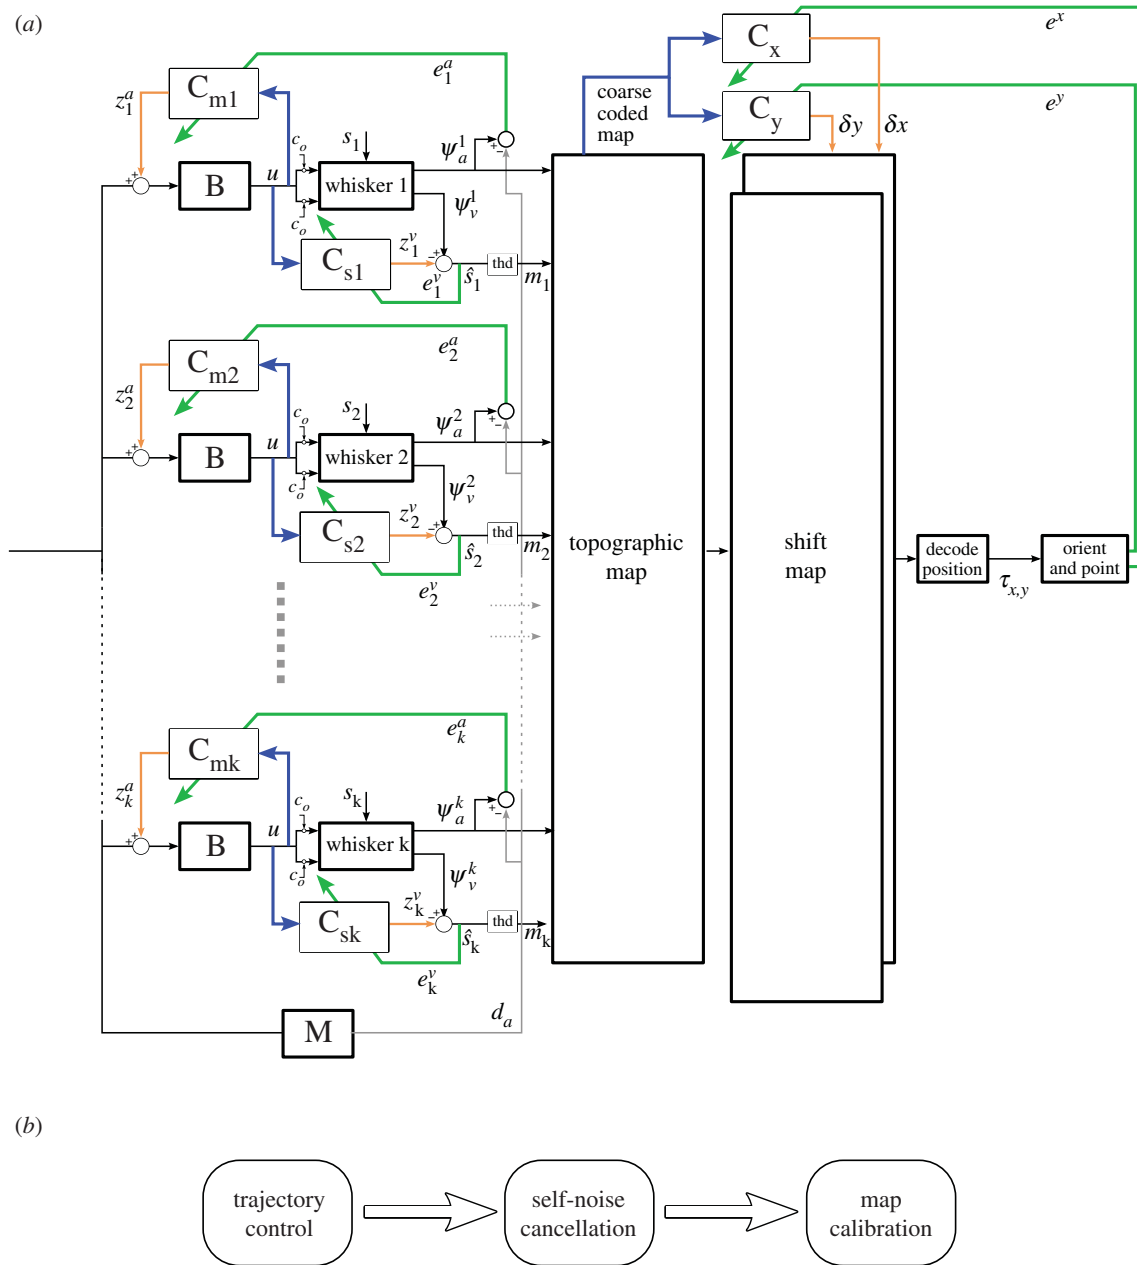 (a)
e^x
C_x
e^y
C_y
coarse
coded
map
δy
δx
e_1^a
C_m1
z_1^a
s_1
ψ_a^1
+ −
c_o
++
B
u
whisker 1
ψ_v^1
c_o
C_s1
z_1^v
− +
e_1^v
ŝ_1
thd
m_1
e_2^a
C_m2
z_2^a
s_2
ψ_a^2
+ −
c_o
++
B
u
whisker 2
ψ_v^2
c_o
C_s2
z_2^v
− +
ŝ_2
thd
m_2
e_2^v
topographic
map
shift
map
decode
position
τ_x,y
orient
and point
e_k^a
C_mk
z_k^a
s_k
ψ_a^k
+ −
c_o
++
B
u
whisker k
ψ_v^k
c_o
C_sk
z_k^v
− +
ŝ_k
thd
m_k
e_k^v
M
d_a
(b)
trajectory
control
self-noise
cancellation
map
calibration